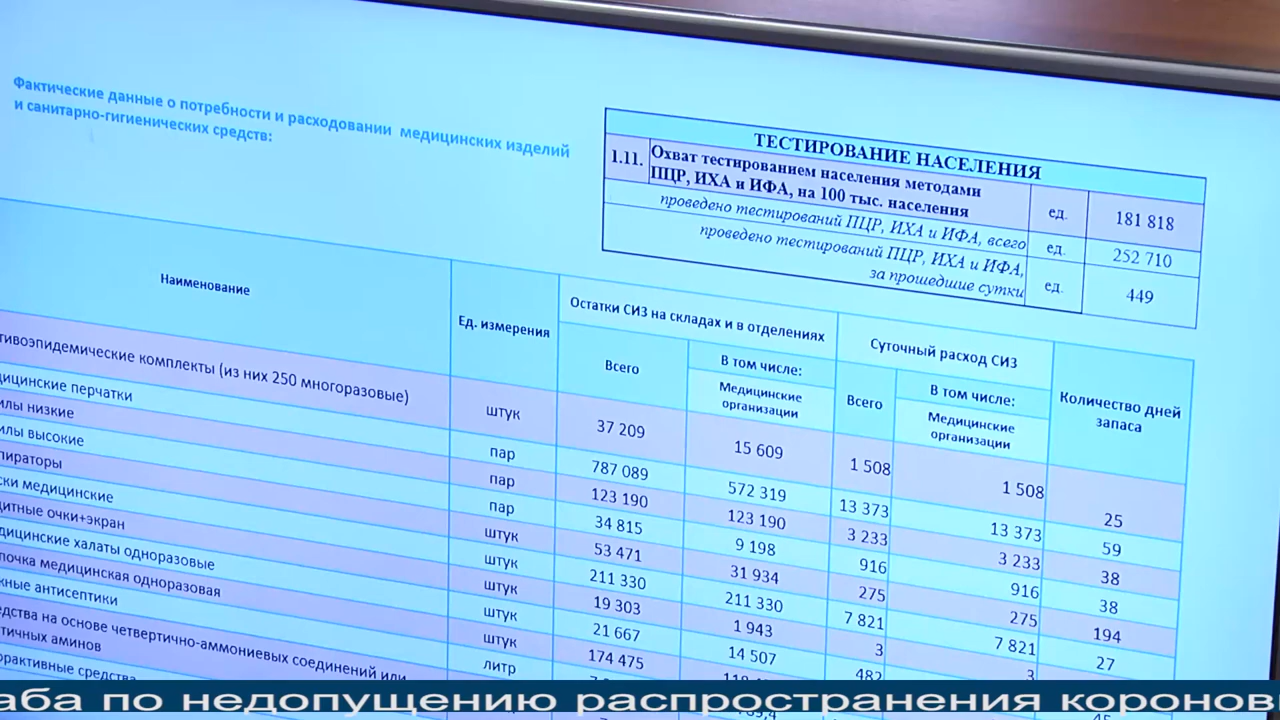 Фактические данные о потребности и расходовании медицинских изделий
и санитарно-гигиенических средств:
ТЕСТИРОВАНИЕ НАСЕЛЕНИЯ
1.11. Охват тестированием населения методами
ПЦР, ИХА и ИФА, на 100 тыс. населения ед. 181 818
проведено тестирований ПЦР, ИХА и ИФА, всего ед. 252 710
проведено тестирований ПЦР, ИХА и ИФА,
за прошедшие сутки ед. 449
Наименование
Ед. измерения
Остатки СИЗ на складах и в отделениях
Суточный расход СИЗ
Количество дней
запаса
Всего
В том числе:
Медицинские
организации
Всего
В том числе:
Медицинские
организации
тивоэпидемические комплекты (из них 250 многоразовые) штук 37 209 15 609 1 508 1 508 25
дицинские перчатки пар 787 089 572 319 13 373 13 373 59
илы низкие пар 123 190 123 190 3 233 3 233 38
илы высокие пар 34 815 9 198 916 916 38
пираторы штук 53 471 31 934 275 275 194
ски медицинские штук 211 330 211 330 7 821 7 821 27
цитные очки+экран штук 19 303 1 943 3 3
дицинские халаты одноразовые штук 21 667 14 507 482
почка медицинская одноразовая штук 174 475
жные антисептики литр
едства на основе четвертично-аммониевых соединений или
тичных аминов
орактивные средства
аба по недопущению распространения коронов